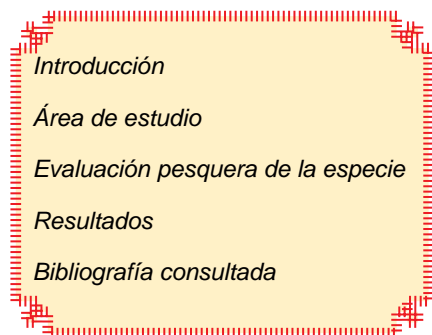 Introducción
Área de estudio
Evaluación pesquera de la especie
Resultados
Bibliografía consultada